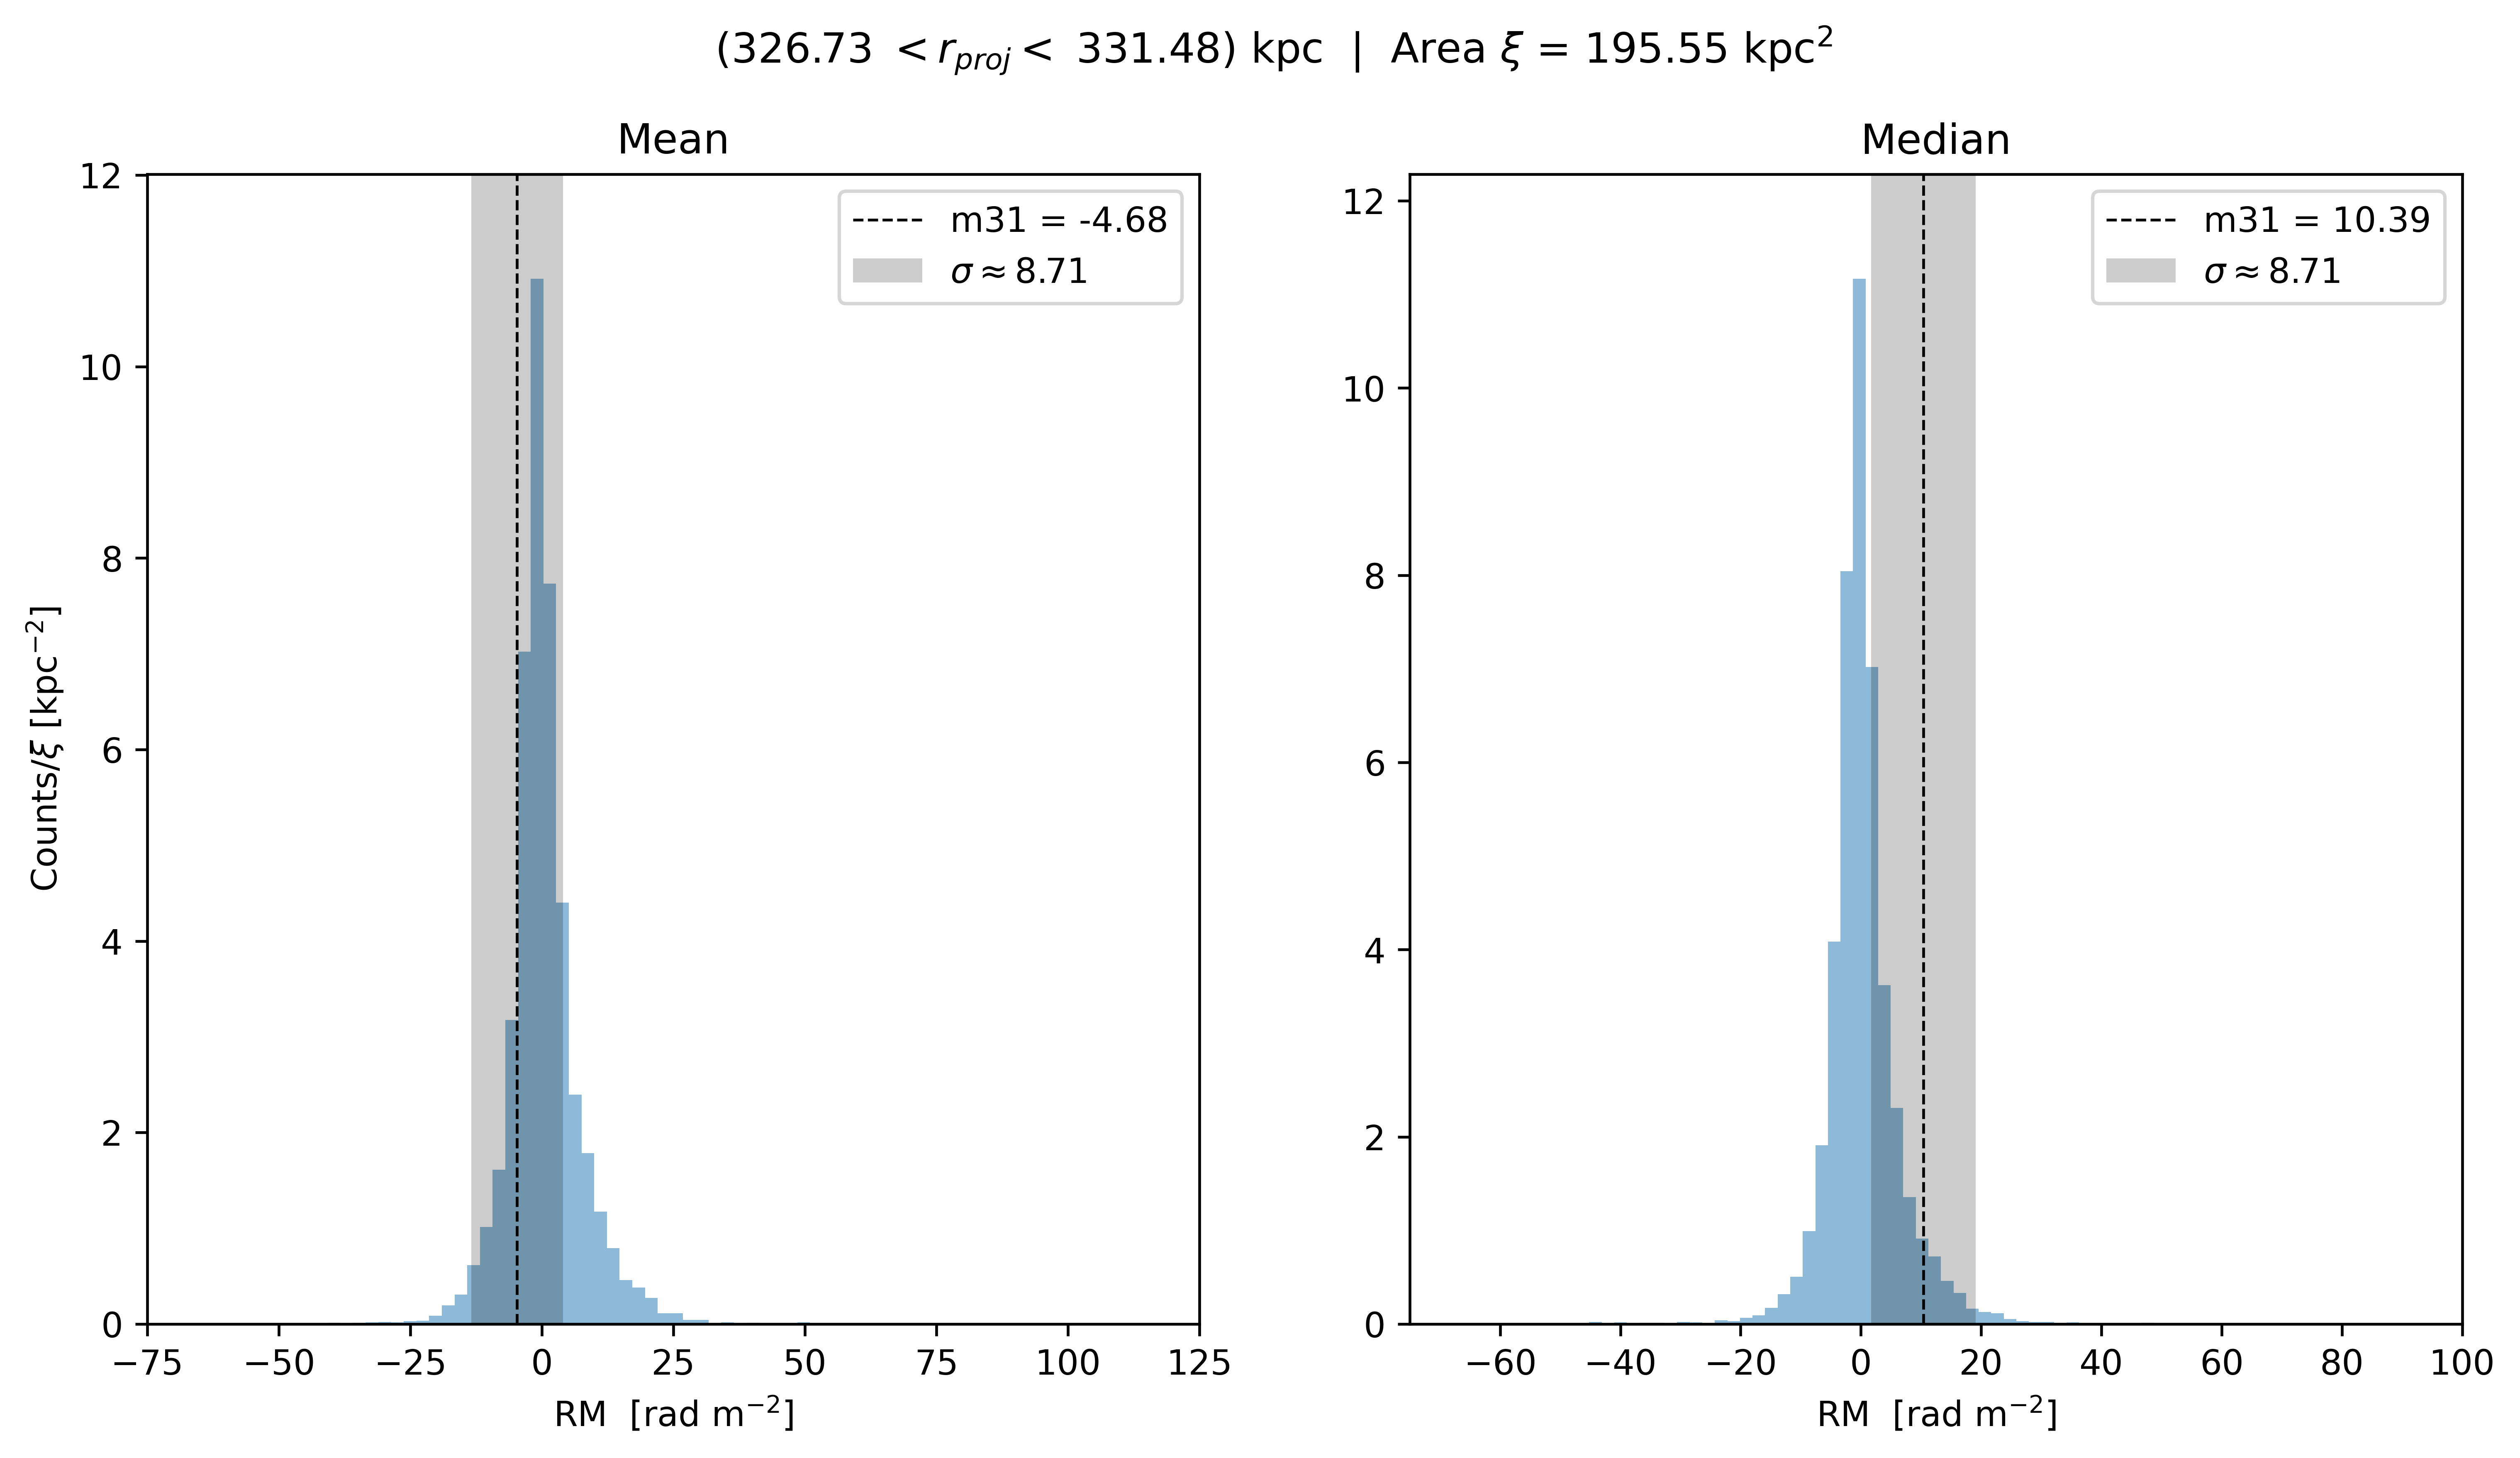 (326.73 < r_proj < 331.48) kpc | Area ξ = 195.55 kpc²
Mean
12
10
8
6
4
2
0
Counts/ξ [kpc⁻²]
m31 = -4.68
σ ≈ 8.71
−75 −50 −25 0 25 50 75 100 125
RM [rad m⁻²]
Median
12
10
8
6
4
2
0
m31 = 10.39
σ ≈ 8.71
−60 −40 −20 0 20 40 60 80 100
RM [rad m⁻²]